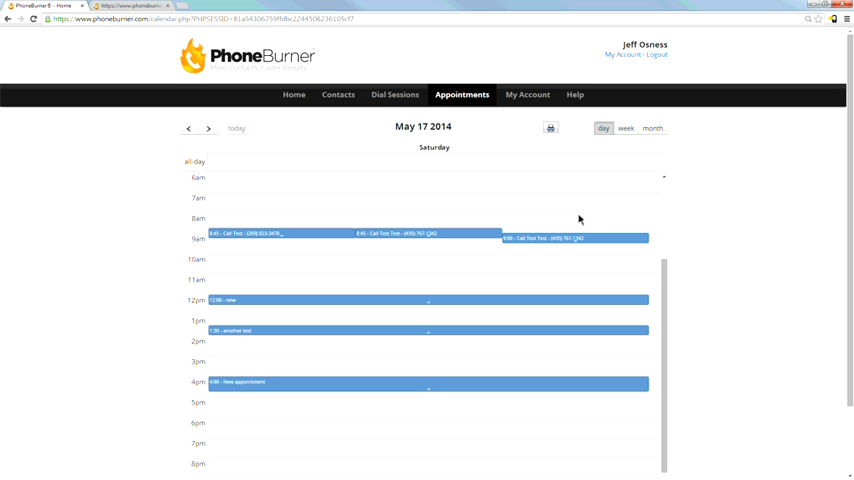 PhoneBurner® - Home
https://www.phoneburn
https://www.phoneburner.com/calendar.php?PHPSESSID=81a54306759ffdbc2244506236105cf7
PhoneBurner
Jeff Osness
My Account · Logout
Home Contacts Dial Sessions Appointments My Account Help
today
May 17 2014
day week month
Saturday
all-day
6am
7am
8am
8:45 - Call Test - (269) 823-3478
8:45 - Call Test Test - (435) 767-
9:00 - Call Test Test - (435) 767-
9am
10am
11am
12pm
12:00 - new
1pm
1:30 - another test
2pm
3pm
4pm
4:00 - New appointment
5pm
6pm
7pm
8pm